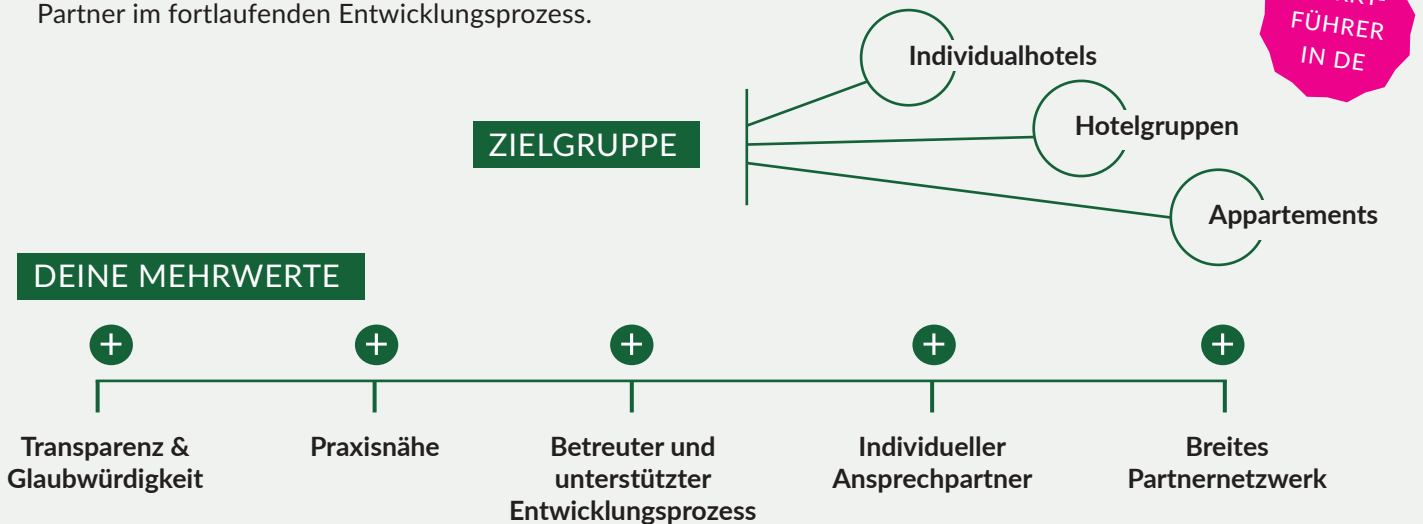 Partner im fortlaufenden Entwicklungsprozess.
FÜHRER
IN DE
Individualhotels
Hotelgruppen
ZIELGRUPPE
Appartements
DEINE MEHRWERTE
+ + + + +
Transparenz &
Glaubwürdigkeit
Praxisnähe
Betreuter und
unterstützter
Entwicklungsprozess
Individueller
Ansprechpartner
Breites
Partnernetzwerk